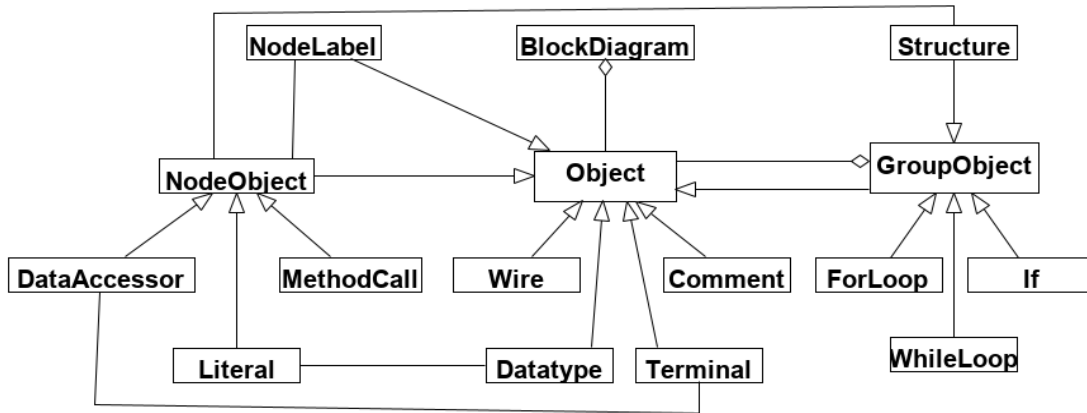 NodeLabel
BlockDiagram
Structure
NodeObject
Object
GroupObject
DataAccessor
MethodCall
Wire
Comment
ForLoop
If
Literal
Datatype
Terminal
WhileLoop